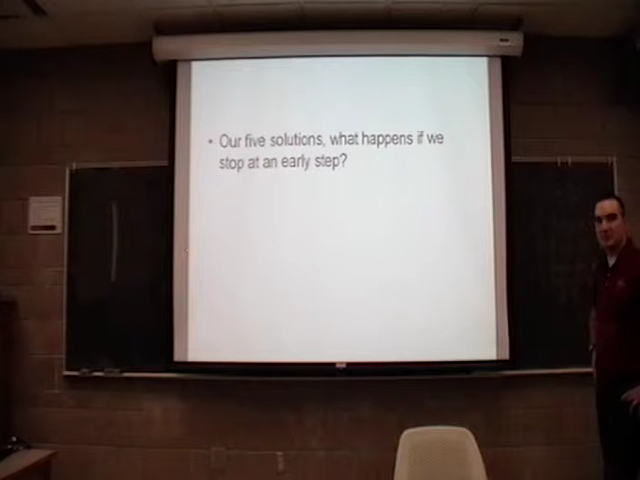 • Our five solutions, what happens if we
stop at an early step?